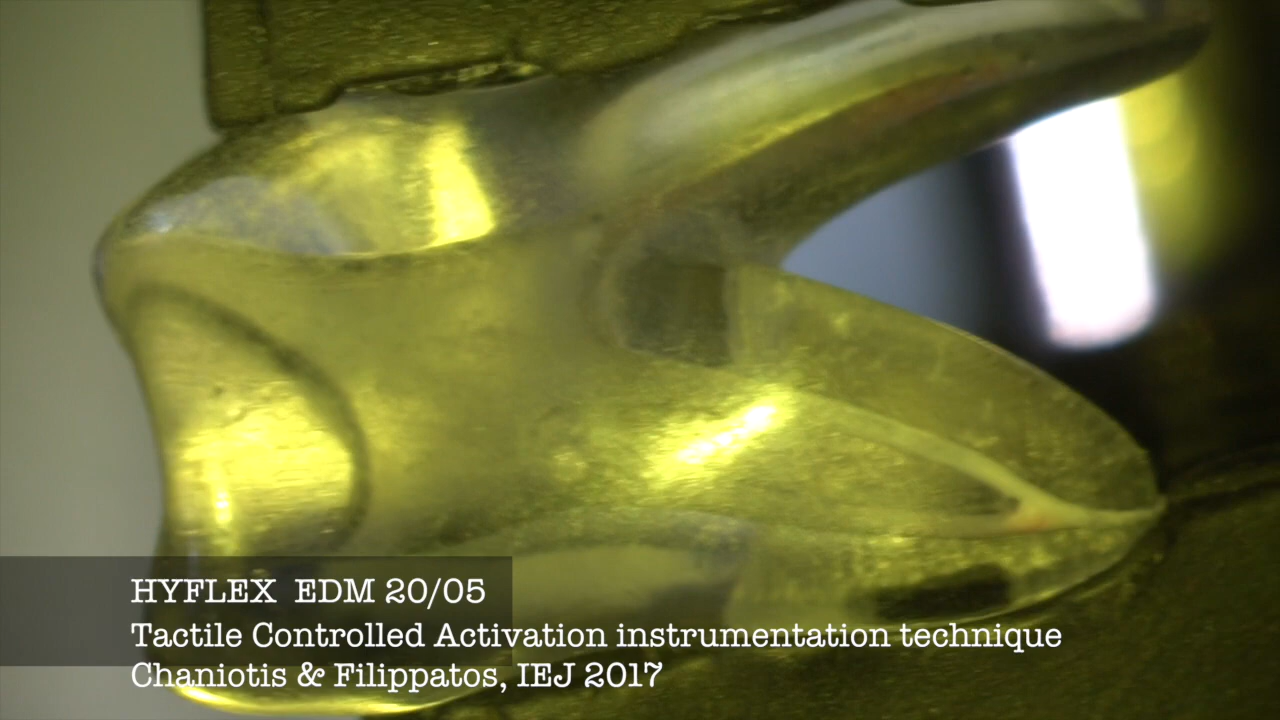 HYFLEX EDM 20/05
Tactile Controlled Activation instrumentation technique
Chaniotis & Filippatos, IEJ 2017